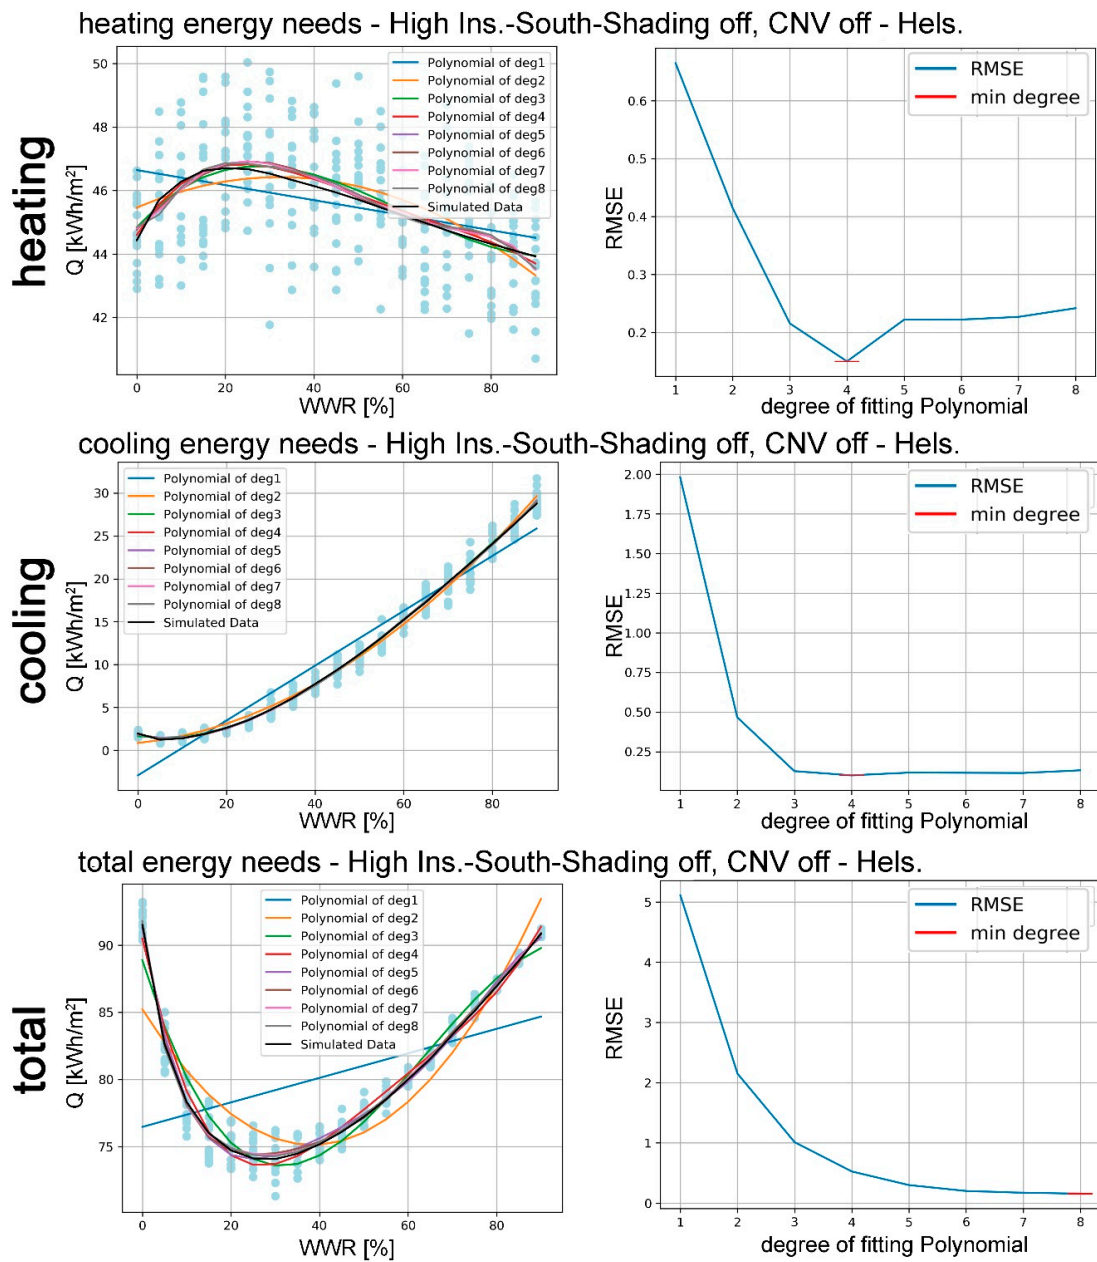 heating energy needs - High Ins.-South-Shading off, CNV off - Hels.
heating
Q [kWh/m²]
50
48
46
44
42
0
20
40
60
80
WWR [%]
Polynomial of deg1
Polynomial of deg2
Polynomial of deg3
Polynomial of deg4
Polynomial of deg5
Polynomial of deg6
Polynomial of deg7
Polynomial of deg8
Simulated Data
RMSE
0.6
0.5
0.4
0.3
0.2
1
2
3
4
5
6
7
8
degree of fitting Polynomial
RMSE
min degree
cooling energy needs - High Ins.-South-Shading off, CNV off - Hels.
cooling
Q [kWh/m²]
30
25
20
15
10
5
0
0
20
40
60
80
WWR [%]
Polynomial of deg1
Polynomial of deg2
Polynomial of deg3
Polynomial of deg4
Polynomial of deg5
Polynomial of deg6
Polynomial of deg7
Polynomial of deg8
Simulated Data
RMSE
2.00
1.75
1.50
1.25
1.00
0.75
0.50
0.25
1
2
3
4
5
6
7
8
degree of fitting Polynomial
RMSE
min degree
total energy needs - High Ins.-South-Shading off, CNV off - Hels.
total
Q [kWh/m²]
90
85
80
75
0
20
40
60
80
WWR [%]
Polynomial of deg1
Polynomial of deg2
Polynomial of deg3
Polynomial of deg4
Polynomial of deg5
Polynomial of deg6
Polynomial of deg7
Polynomial of deg8
Simulated Data
RMSE
5
4
3
2
1
0
1
2
3
4
5
6
7
8
degree of fitting Polynomial
RMSE
min degree